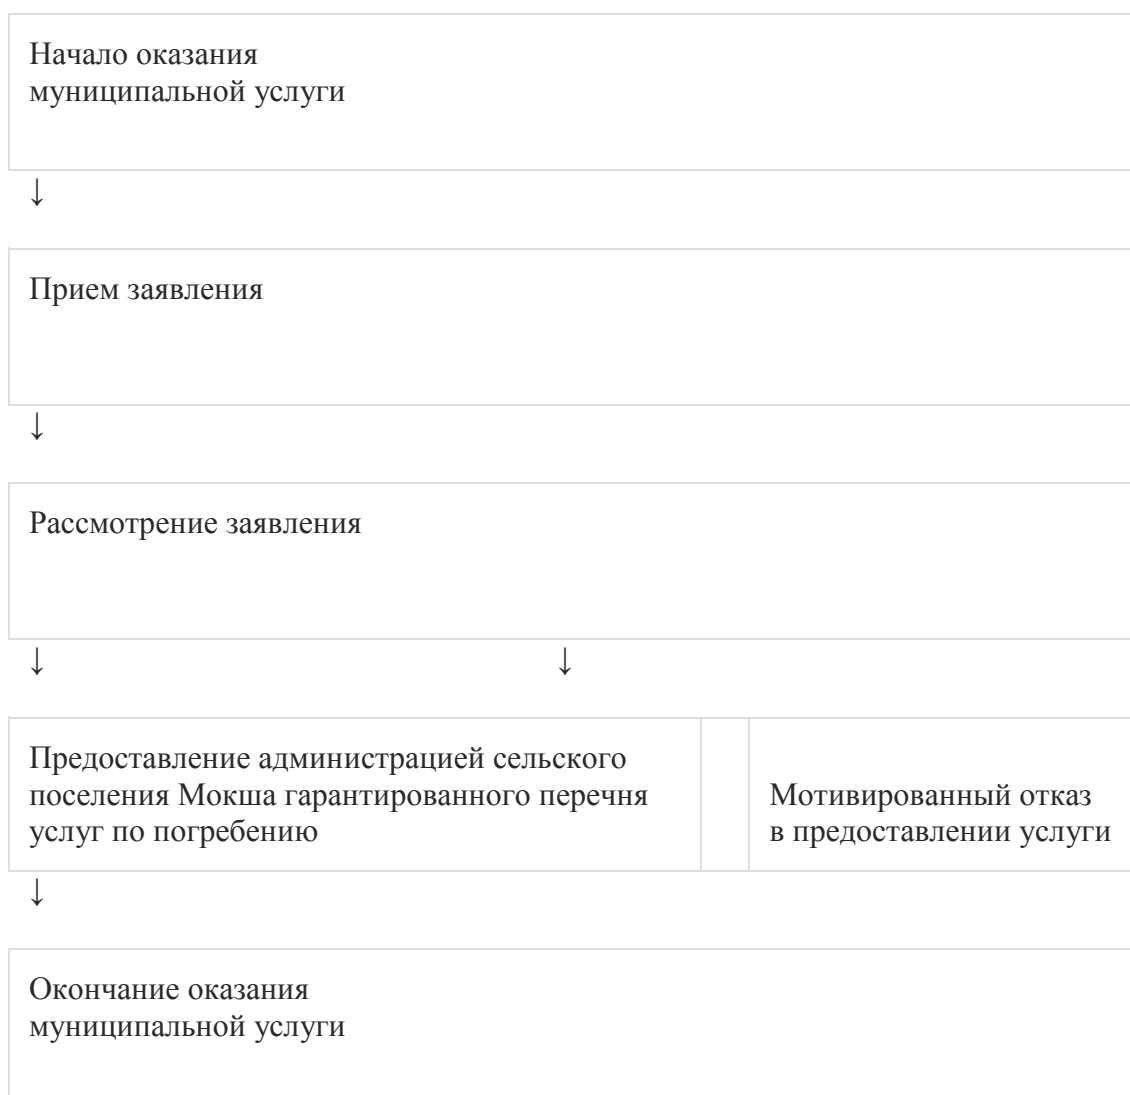 Начало оказания
муниципальной услуги
↓
Прием заявления
↓
Рассмотрение заявления
↓ ↓
Предоставление администрацией сельского
поселения Мокша гарантированного перечня
услуг по погребению
Мотивированный отказ
в предоставлении услуги
↓
Окончание оказания
муниципальной услуги